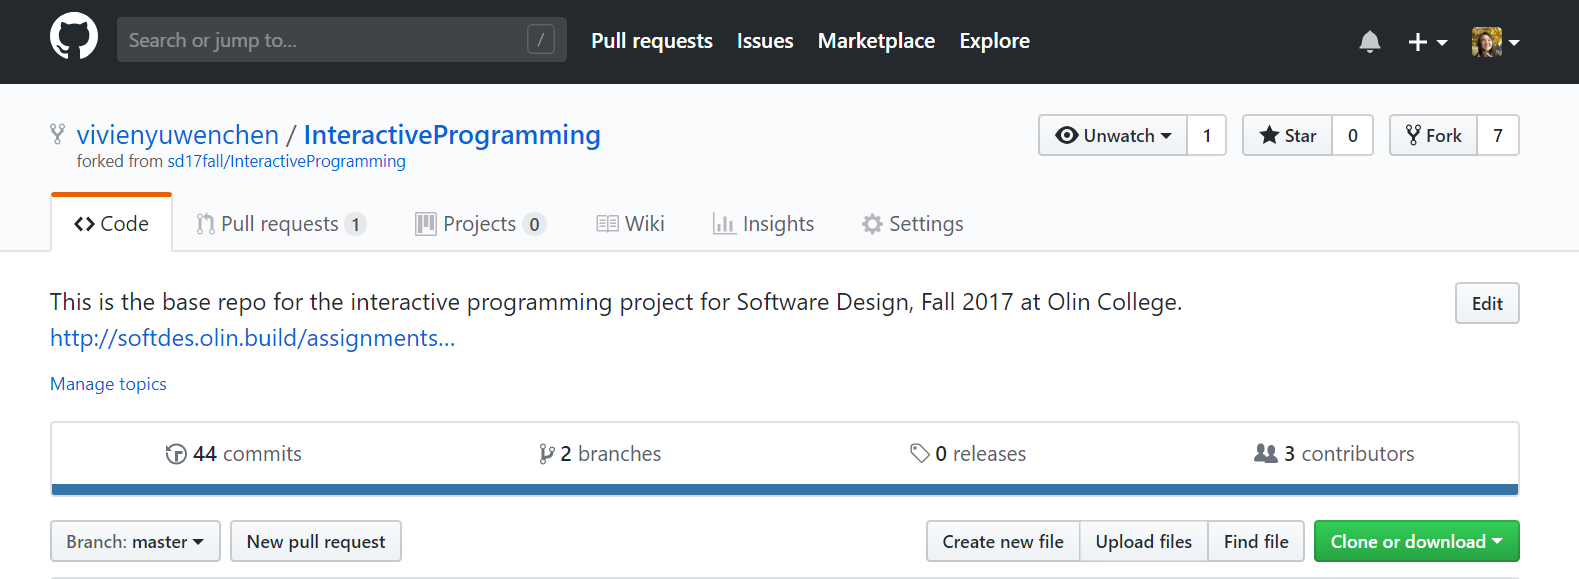 Search or jump to... / Pull requests Issues Marketplace Explore
vivienyuwenchen / InteractiveProgramming Unwatch 1 Star 0 Fork 7
forked from sd17fall/InteractiveProgramming
Code Pull requests 1 Projects 0 Wiki Insights Settings
This is the base repo for the interactive programming project for Software Design, Fall 2017 at Olin College. Edit
http://softdes.olin.build/assignments...
Manage topics
44 commits 2 branches 0 releases 3 contributors
Branch: master New pull request Create new file Upload files Find file Clone or download